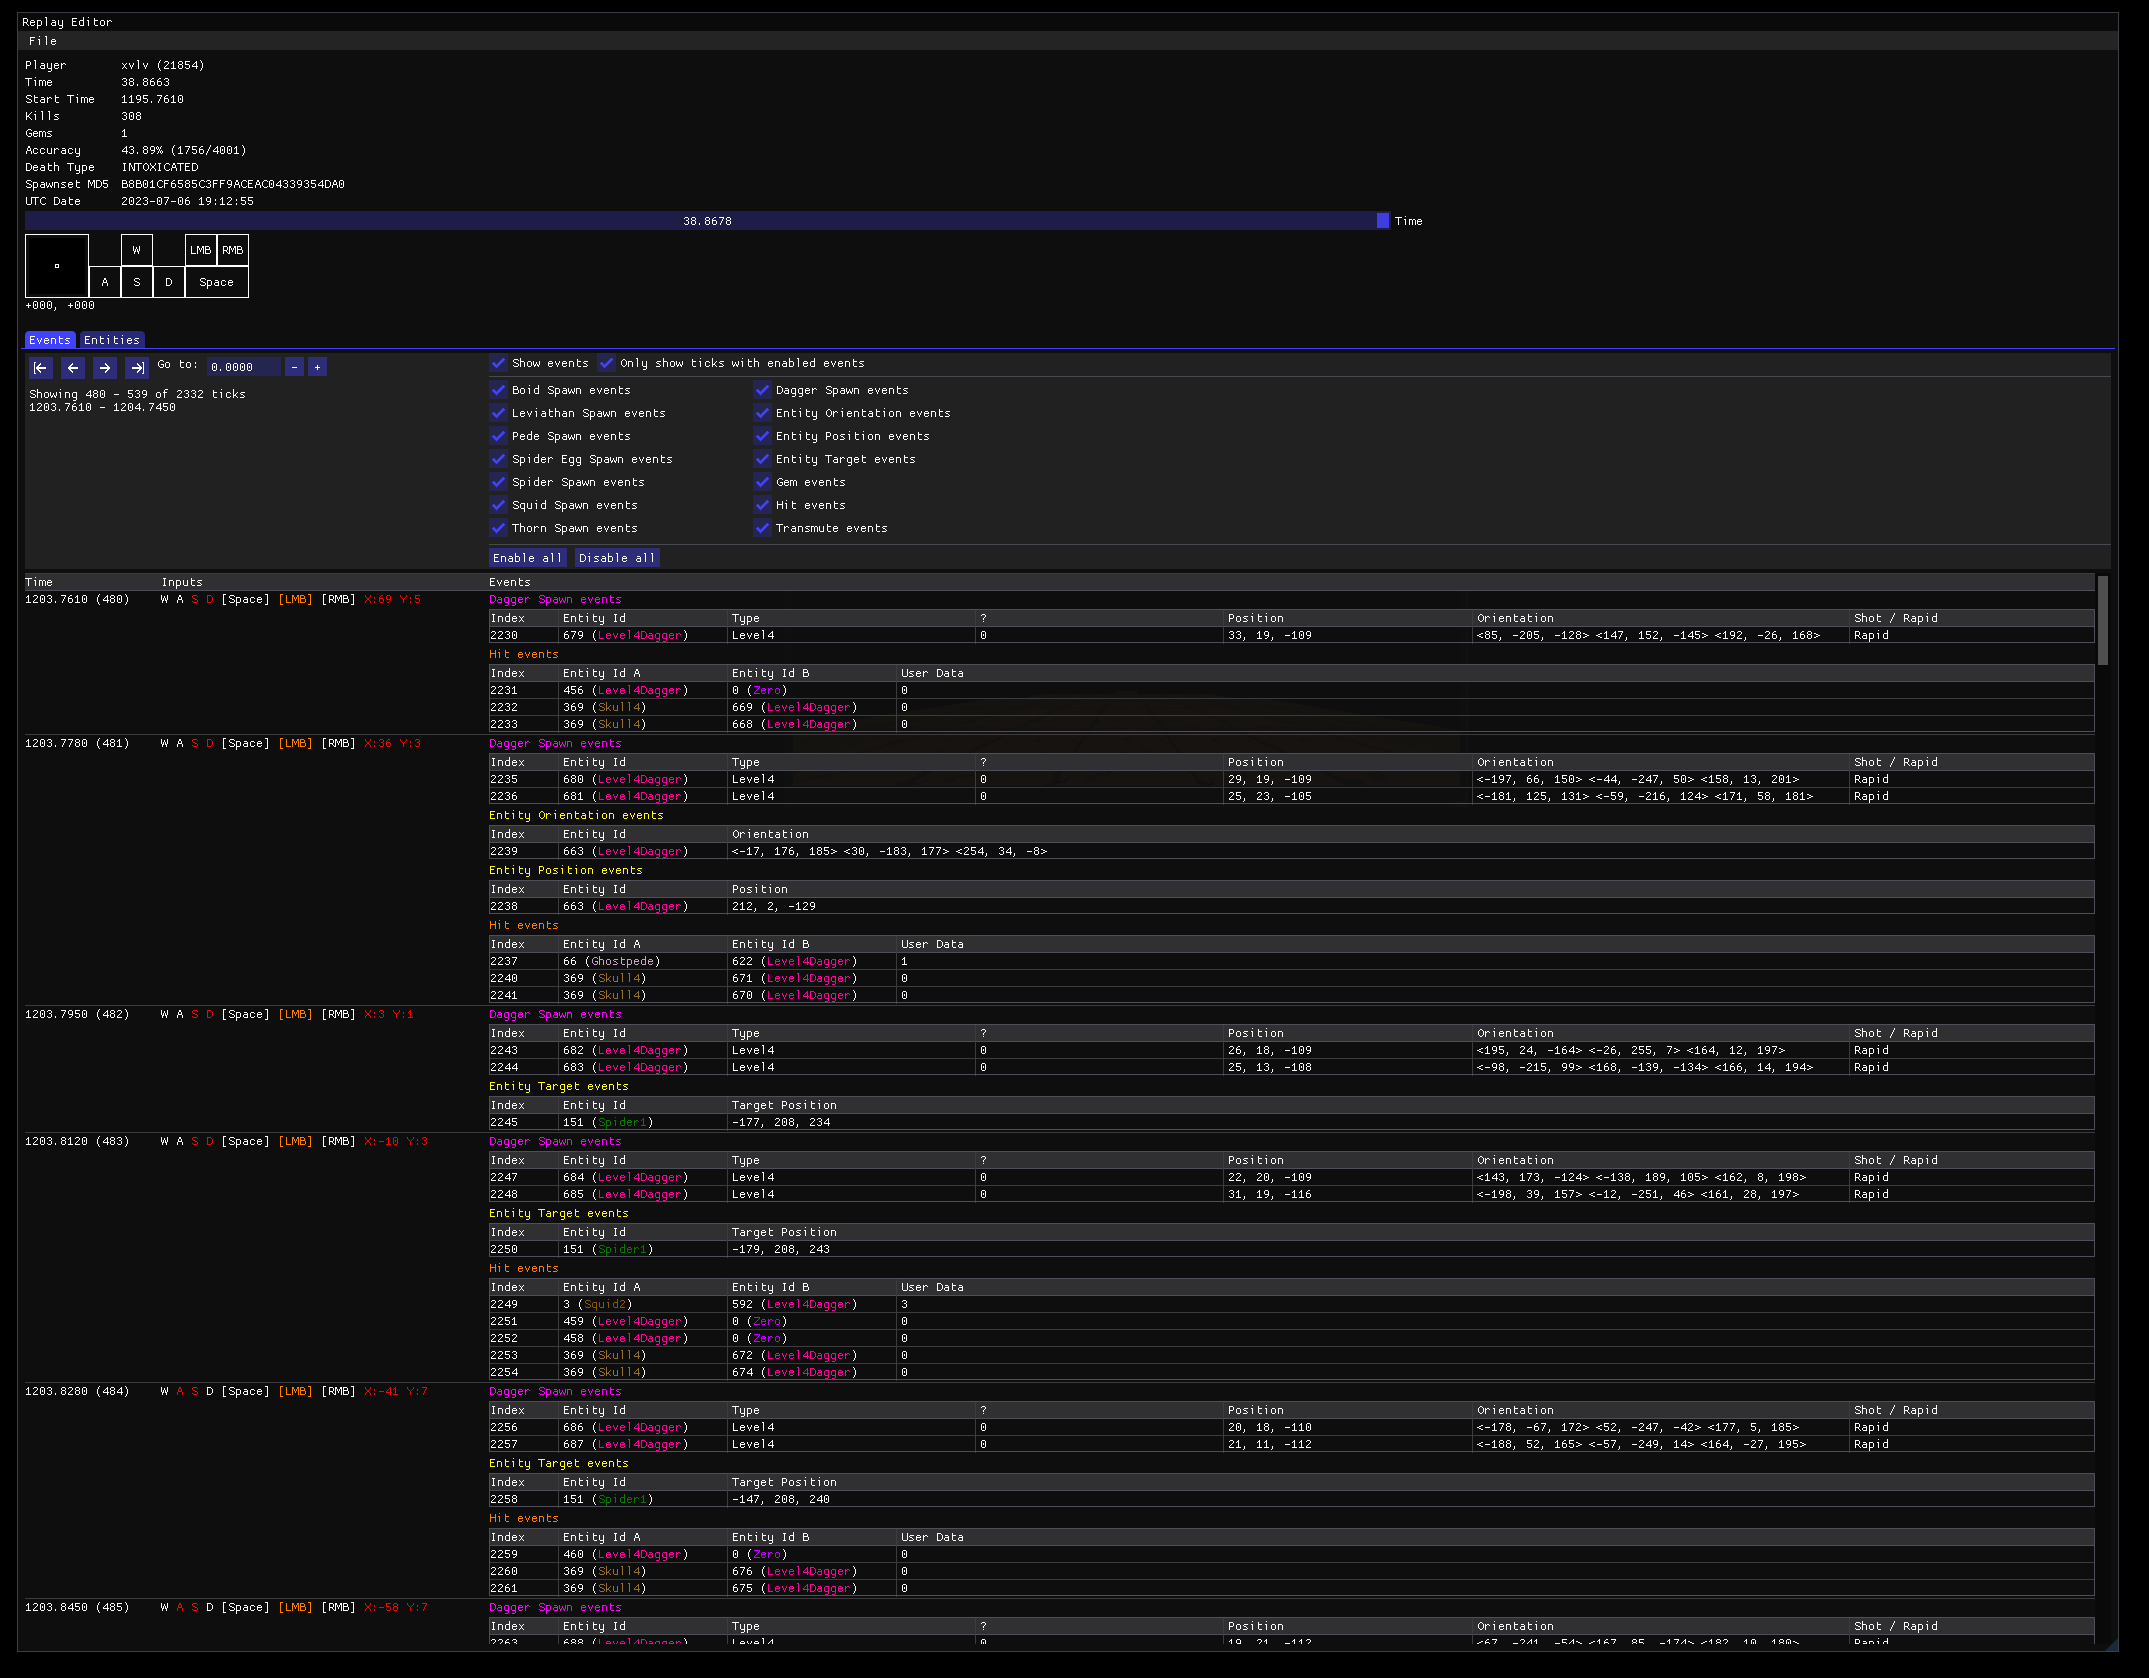 Replay Editor
File
Player xvlv (21854)
Time 38.8663
Start Time 1195.7610
Kills 308
Gems 1
Accuracy 43.89% (1756/4001)
Death Type INTOXICATED
Spawnset MD5 B8B01CF6585C3FF9ACEAC04339354DA0
UTC Date 2023-07-06 19:12:55
38.8678 Time
W LMB RMB
A S D Space
+000, +000
Events Entities
Go to: 0.0000 - +
Showing 480 - 539 of 2332 ticks
1203.7610 - 1204.7450
Show events Only show ticks with enabled events
Boid Spawn events Dagger Spawn events
Leviathan Spawn events Entity Orientation events
Pede Spawn events Entity Position events
Spider Egg Spawn events Entity Target events
Spider Spawn events Gem events
Squid Spawn events Hit events
Thorn Spawn events Transmute events
Enable all Disable all
Time Inputs Events
1203.7610 (480) W A S D [Space] [LMB] [RMB] X:69 Y:5 Dagger Spawn events
Index Entity Id Type ? Position Orientation Shot / Rapid
2230 679 (Level4Dagger) Level4 0 33, 19, -109 <85, -205, -128> <147, 152, -145> <192, -26, 168> Rapid
Hit events
Index Entity Id A Entity Id B User Data
2231 456 (Level4Dagger) 0 (Zero) 0
2232 369 (Skull4) 669 (Level4Dagger) 0
2233 369 (Skull4) 668 (Level4Dagger) 0
1203.7780 (481) W A S D [Space] [LMB] [RMB] X:36 Y:3 Dagger Spawn events
Index Entity Id Type ? Position Orientation Shot / Rapid
2235 680 (Level4Dagger) Level4 0 29, 19, -109 <-197, 66, 150> <-44, -247, 50> <158, 13, 201> Rapid
2236 681 (Level4Dagger) Level4 0 25, 23, -105 <-181, 125, 131> <-59, -216, 124> <171, 58, 181> Rapid
Entity Orientation events
Index Entity Id Orientation
2239 663 (Level4Dagger) <-17, 176, 185> <30, -183, 177> <254, 34, -8>
Entity Position events
Index Entity Id Position
2238 663 (Level4Dagger) 212, 2, -129
Hit events
Index Entity Id A Entity Id B User Data
2237 66 (Ghostpede) 622 (Level4Dagger) 1
2240 369 (Skull4) 671 (Level4Dagger) 0
2241 369 (Skull4) 670 (Level4Dagger) 0
1203.7950 (482) W A S D [Space] [LMB] [RMB] X:3 Y:1 Dagger Spawn events
Index Entity Id Type ? Position Orientation Shot / Rapid
2243 682 (Level4Dagger) Level4 0 26, 18, -109 <195, 24, -164> <-26, 255, 7> <164, 12, 197> Rapid
2244 683 (Level4Dagger) Level4 0 25, 13, -108 <-98, -215, 99> <168, -139, -134> <166, 14, 194> Rapid
Entity Target events
Index Entity Id Target Position
2245 151 (Spider1) -177, 208, 234
1203.8120 (483) W A S D [Space] [LMB] [RMB] X:-10 Y:3 Dagger Spawn events
Index Entity Id Type ? Position Orientation Shot / Rapid
2247 684 (Level4Dagger) Level4 0 22, 20, -109 <143, 173, -124> <-138, 189, 105> <162, 8, 198> Rapid
2248 685 (Level4Dagger) Level4 0 31, 19, -116 <-198, 39, 157> <-12, -251, 46> <161, 28, 197> Rapid
Entity Target events
Index Entity Id Target Position
2250 151 (Spider1) -179, 208, 243
Hit events
Index Entity Id A Entity Id B User Data
2249 3 (Squid2) 592 (Level4Dagger) 3
2251 459 (Level4Dagger) 0 (Zero) 0
2252 458 (Level4Dagger) 0 (Zero) 0
2253 369 (Skull4) 672 (Level4Dagger) 0
2254 369 (Skull4) 674 (Level4Dagger) 0
1203.8280 (484) W A S D [Space] [LMB] [RMB] X:-41 Y:7 Dagger Spawn events
Index Entity Id Type ? Position Orientation Shot / Rapid
2256 686 (Level4Dagger) Level4 0 20, 18, -110 <-178, -67, 172> <52, -247, -42> <177, 5, 185> Rapid
2257 687 (Level4Dagger) Level4 0 21, 11, -112 <-188, 52, 165> <-57, -249, 14> <164, -27, 195> Rapid
Entity Target events
Index Entity Id Target Position
2258 151 (Spider1) -147, 208, 240
Hit events
Index Entity Id A Entity Id B User Data
2259 460 (Level4Dagger) 0 (Zero) 0
2260 369 (Skull4) 676 (Level4Dagger) 0
2261 369 (Skull4) 675 (Level4Dagger) 0
1203.8450 (485) W A S D [Space] [LMB] [RMB] X:-58 Y:7 Dagger Spawn events
Index Entity Id Type ? Position Orientation Shot / Rapid
2263 688 (Level4Dagger) Level4 0 19, 21, -112 <67, -241, -54> <167, 85, -174> <182, 10, 180> Rapid